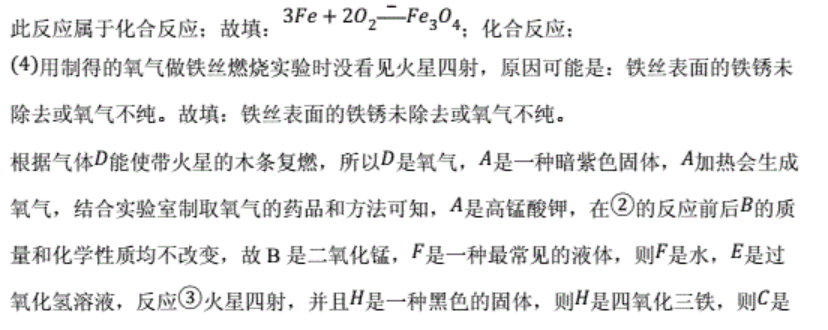 此反应属于化合反应；故填：3Fe + 2O₂ = Fe₃O₄；化合反应；
(4)用制得的氧气做铁丝燃烧实验时没看见火星四射，原因可能是：铁丝表面的铁锈未
除去或氧气不纯。故填：铁丝表面的铁锈未除去或氧气不纯。
根据气体D能使带火星的木条复燃，所以D是氧气，A是一种暗紫色固体，A加热会生成
氧气，结合实验室制取氧气的药品和方法可知，A是高锰酸钾，在②的反应前后B的质
量和化学性质均不改变，故 B 是二氧化锰，F是一种最常见的液体，则F是水，E是过
氧化氢溶液，反应③火星四射，并且H是一种黑色的固体，则H是四氧化三铁，则C是